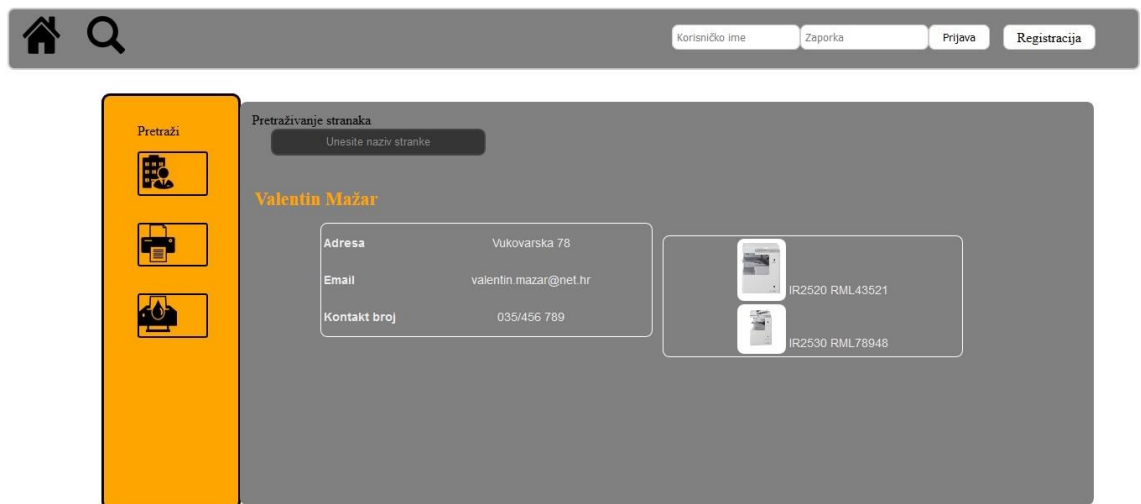 Korisničko ime Zaporka Prijava Registracija
Pretraži
Pretraživanje stranaka
Unesite naziv stranke
Valentin Mažar
Adresa Vukovarska 78
Email valentin.mazar@net.hr
Kontakt broj 035/456 789
IR2520 RML43521
IR2530 RML78948